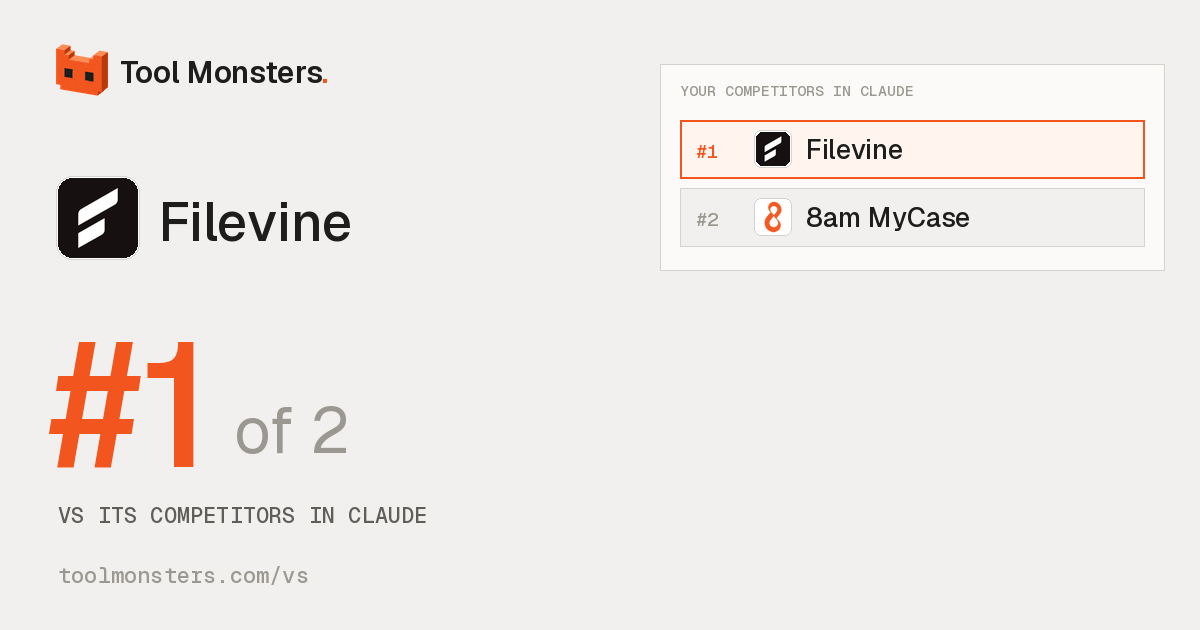 Tool Monsters.
Filevine
#1 of 2
VS ITS COMPETITORS IN CLAUDE
toolmonsters.com/vs
YOUR COMPETITORS IN CLAUDE
#1 Filevine
#2 8am MyCase